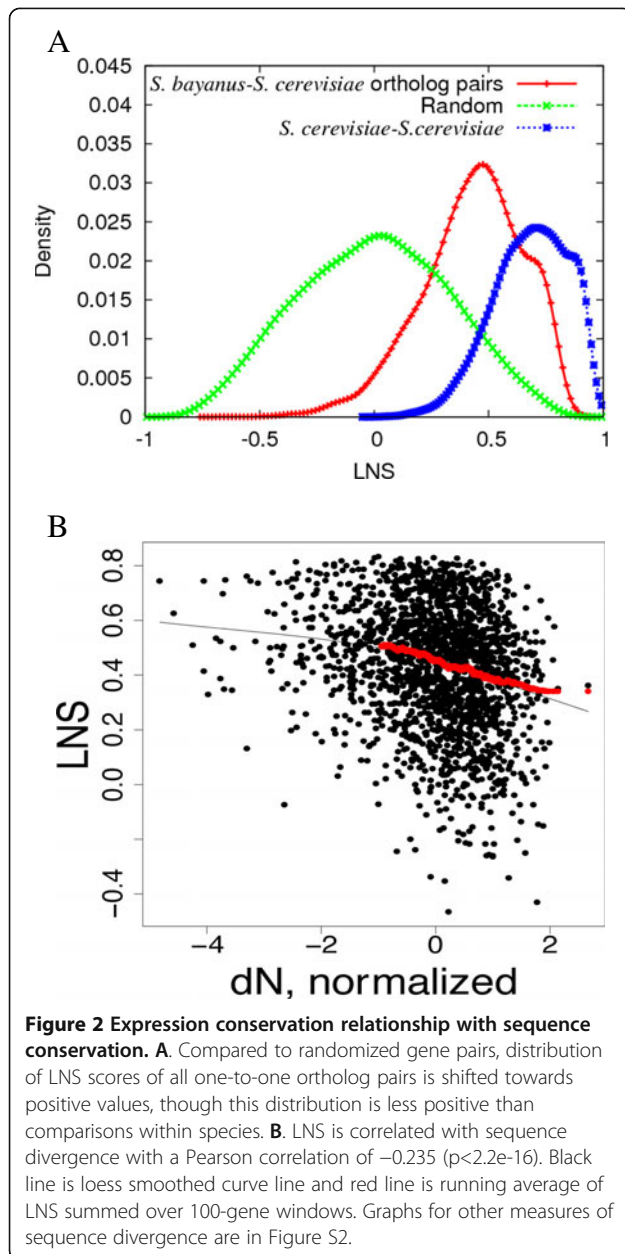 A
0.045
0.04
0.035
0.03
0.025
0.02
0.015
0.01
0.005
0
Density
S. bayanus-S. cerevisiae ortholog pairs
Random
S. cerevisiae-S.cerevisiae
-1 -0.5 0 0.5 1
LNS
B
0.8
0.6
0.4
0.2
0.0
−0.4
LNS
−4 −2 0 2
dN, normalized
Figure 2 Expression conservation relationship with sequence
conservation. A. Compared to randomized gene pairs, distribution
of LNS scores of all one-to-one ortholog pairs is shifted towards
positive values, though this distribution is less positive than
comparisons within species. B. LNS is correlated with sequence
divergence with a Pearson correlation of −0.235 (p<2.2e-16). Black
line is loess smoothed curve line and red line is running average of
LNS summed over 100-gene windows. Graphs for other measures of
sequence divergence are in Figure S2.